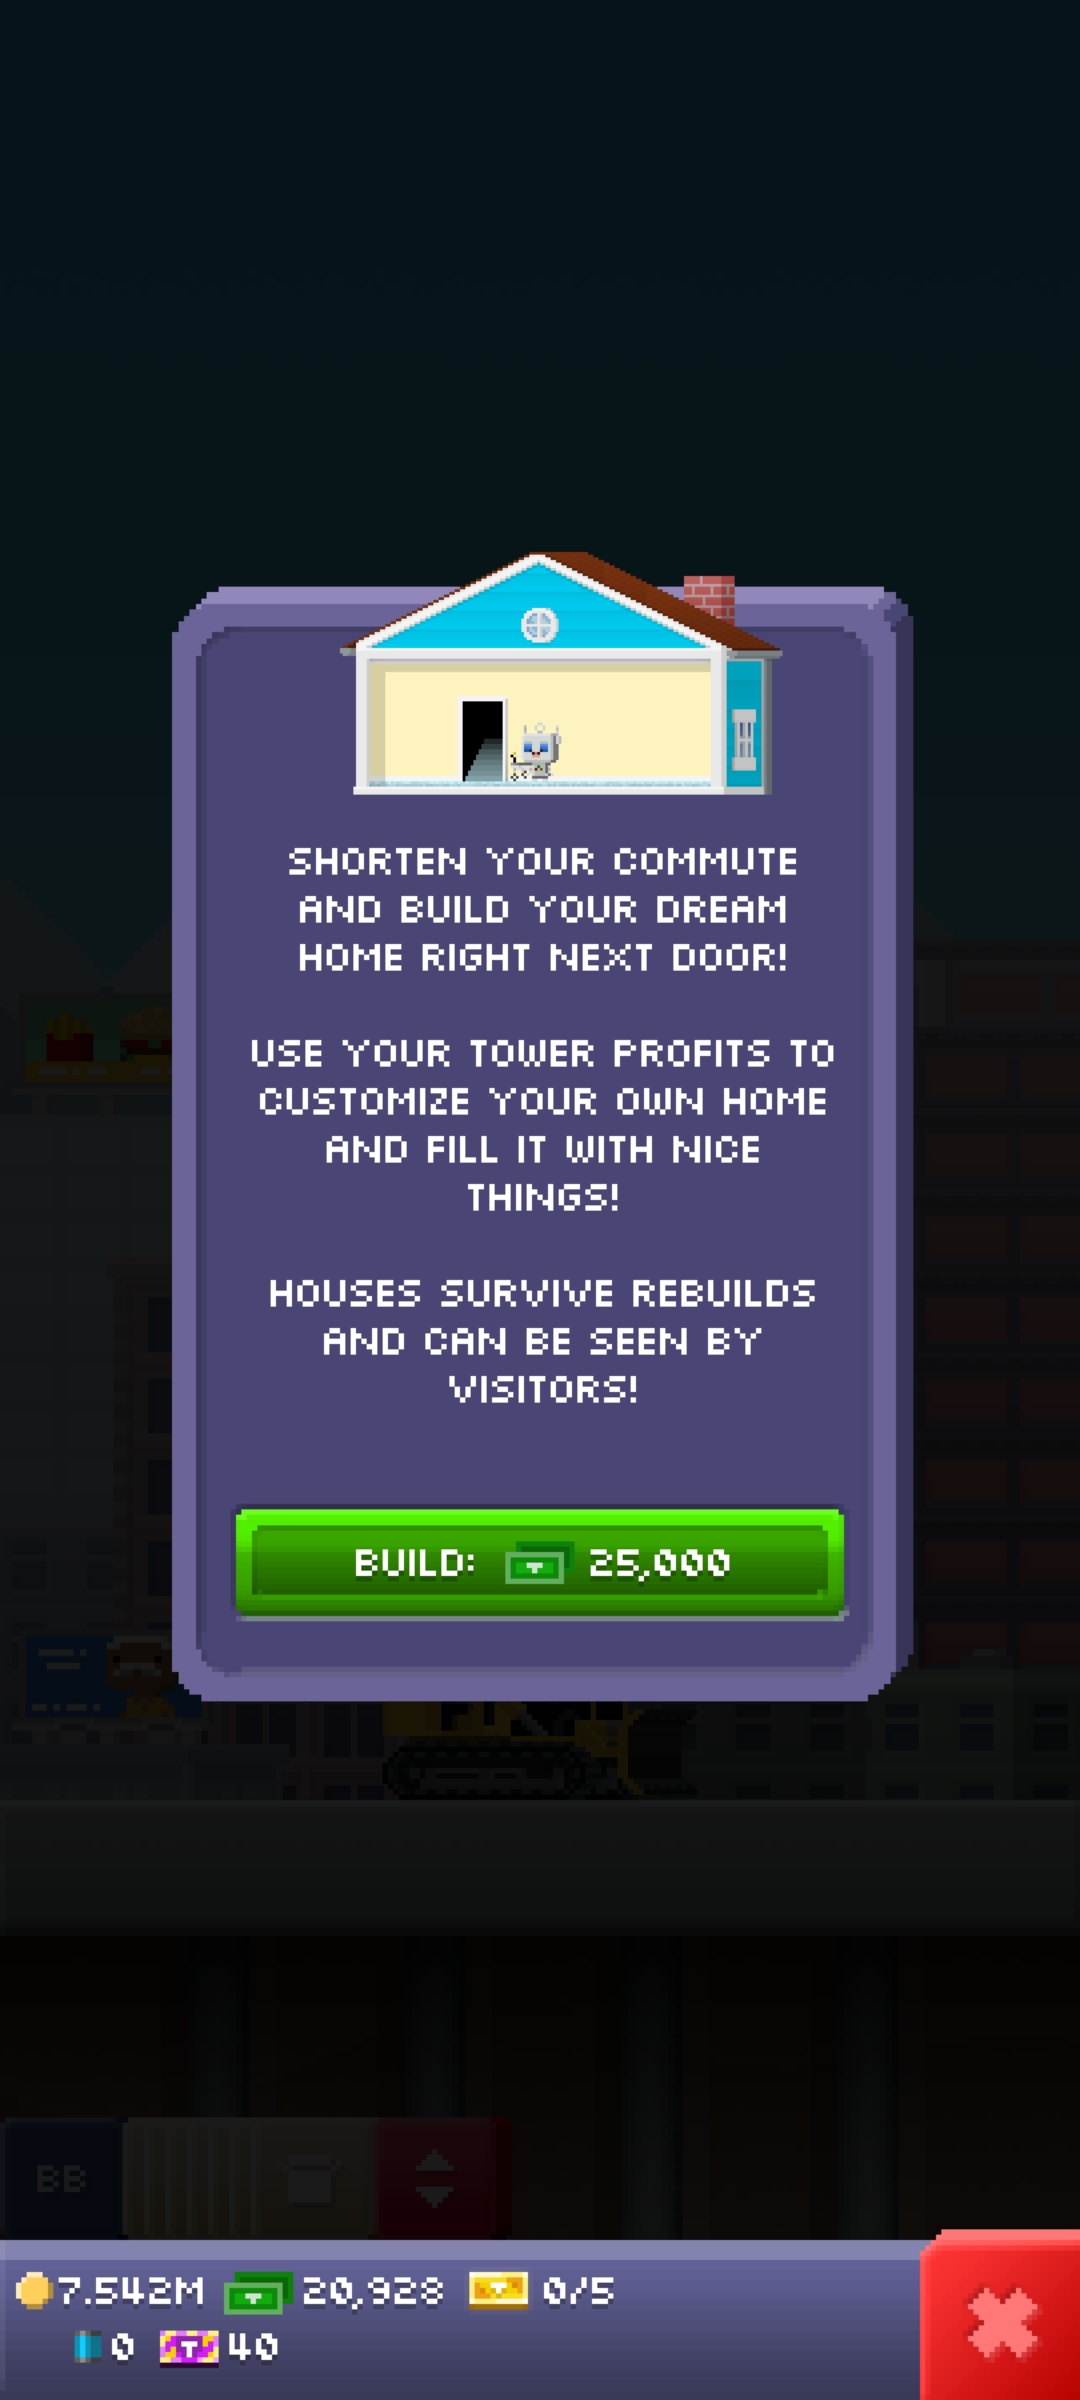 SHORTEN YOUR COMMUTE
AND BUILD YOUR DREAM
HOME RIGHT NEXT DOOR!
USE YOUR TOWER PROFITS TO
CUSTOMIZE YOUR OWN HOME
AND FILL IT WITH NICE
THINGS!
HOUSES SURVIVE REBUILDS
AND CAN BE SEEN BY
VISITORS!
BUILD: 25,000
BB
7.542M 20,928 0/5
0 T 40